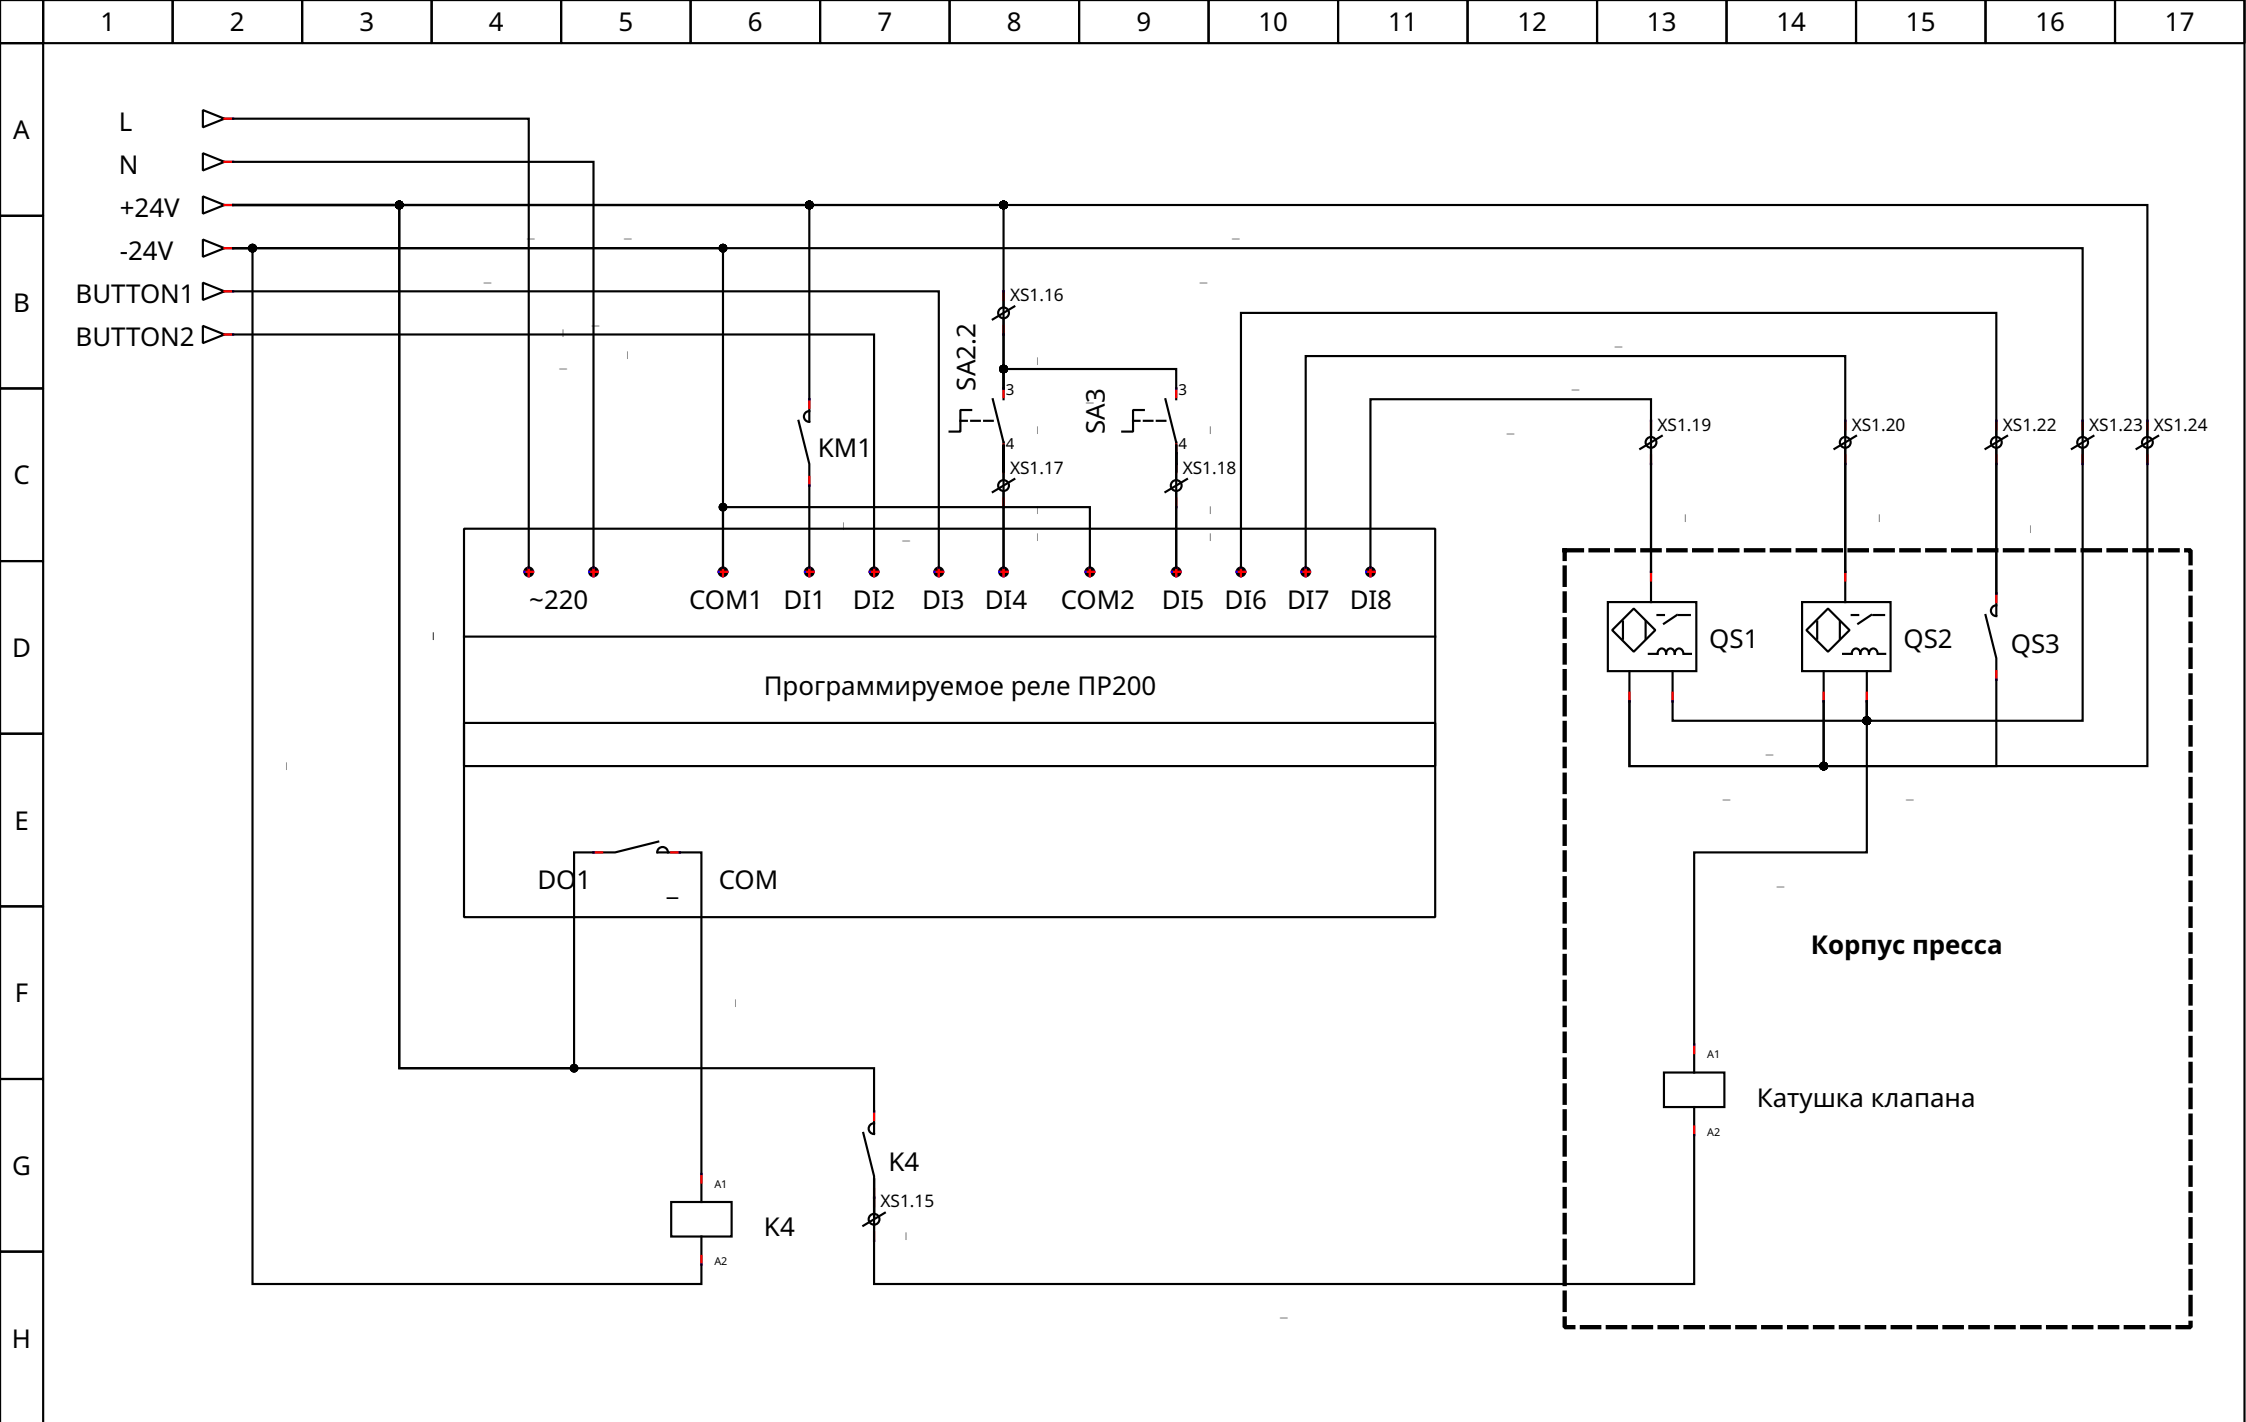 1 2 3 4 5 6 7 8 9 10 11 12 13 14 15 16 17
A
L
N
+24V
-24V
B
BUTTON1
BUTTON2
XS1.16
SA2.2
3
SA3
3
C
KM1
4
4
XS1.17
XS1.18
XS1.19 XS1.20 XS1.22 XS1.23 XS1.24
~220 COM1 DI1 DI2 DI3 DI4 COM2 DI5 DI6 DI7 DI8
D
QS1 QS2 QS3
Программируемое реле ПР200
E
DO1 COM
Корпус пресса
F
A1
Катушка клапана
A2
G
K4
A1
XS1.15
K4
A2
H